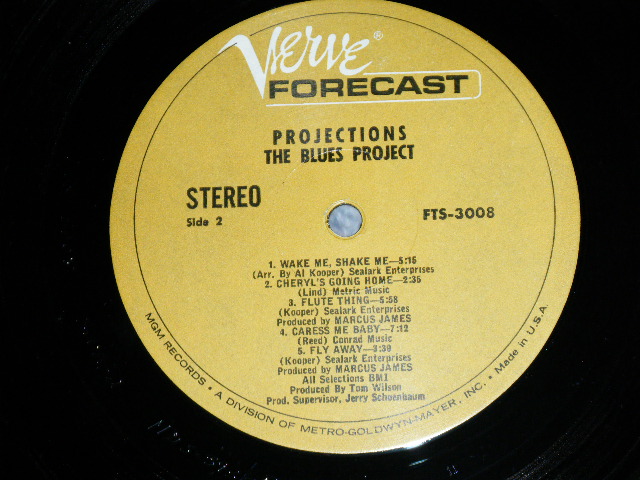 Verve®
FORECAST
PROJECTIONS
THE BLUES PROJECT
STEREO
Side 2
FTS-3008
1. WAKE ME, SHAKE ME—5:15
(Arr. By Al Kooper) Sealark Enterprises
2. CHERYL'S GOING HOME—2:35
(Lind) Metric Music
3. FLUTE THING—5:58
(Kooper) Sealark Enterprises
Produced by MARCUS JAMES
4. CARESS ME BABY—7:12
(Reed) Conrad Music
5. FLY AWAY—3:30
(Kooper) Sealark Enterprises
Produced by MARCUS JAMES
All Selections BMI
Produced By Tom Wilson
Prod. Supervisor, Jerry Schoenbaum
MGM RECORDS • A DIVISION OF METRO-GOLDWYN-MAYER, INC. • Made in U.S.A.